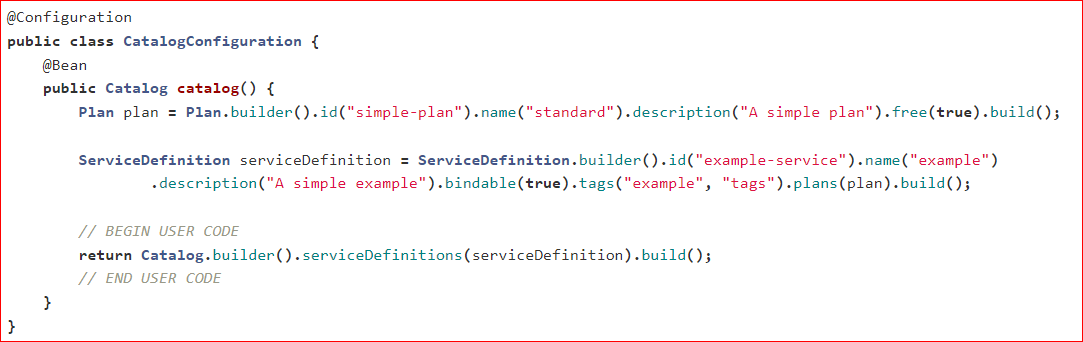 @Configuration
public class CatalogConfiguration {
    @Bean
    public Catalog catalog() {
        Plan plan = Plan.builder().id("simple-plan").name("standard").description("A simple plan").free(true).build();

        ServiceDefinition serviceDefinition = ServiceDefinition.builder().id("example-service").name("example")
                .description("A simple example").bindable(true).tags("example", "tags").plans(plan).build();

        // BEGIN USER CODE
        return Catalog.builder().serviceDefinitions(serviceDefinition).build();
        // END USER CODE
    }
}